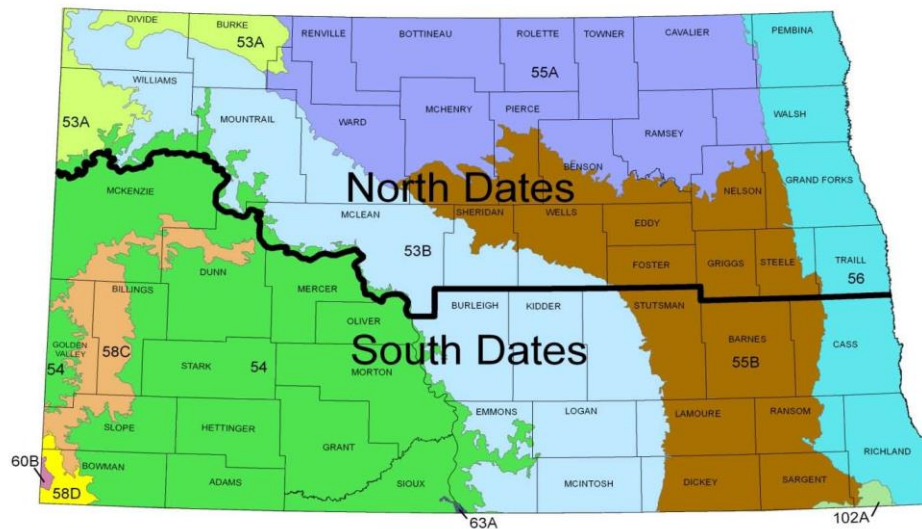 DIVIDE
BURKE
53A
RENVILLE
BOTTINEAU
ROLETTE
TOWNER
CAVALIER
PEMBINA
55A
WILLIAMS
53A
MOUNTRAIL
WARD
MCHENRY
PIERCE
RAMSEY
WALSH
BENSON
MCKENZIE
North Dates
NELSON
GRAND FORKS
MCLEAN
SHERIDAN
WELLS
EDDY
53B
DUNN
FOSTER
GRIGGS
STEELE
TRAILL
56
BILLINGS
MERCER
BURLEIGH
KIDDER
STUTSMAN
OLIVER
South Dates
GOLDEN
VALLEY
54
58C
STARK
54
MORTON
BARNES
55B
CASS
EMMONS
LOGAN
LAMOURE
RANSOM
SLOPE
HETTINGER
GRANT
RICHLAND
60B
BOWMAN
58D
ADAMS
SIOUX
MCINTOSH
DICKEY
SARGENT
63A
102A